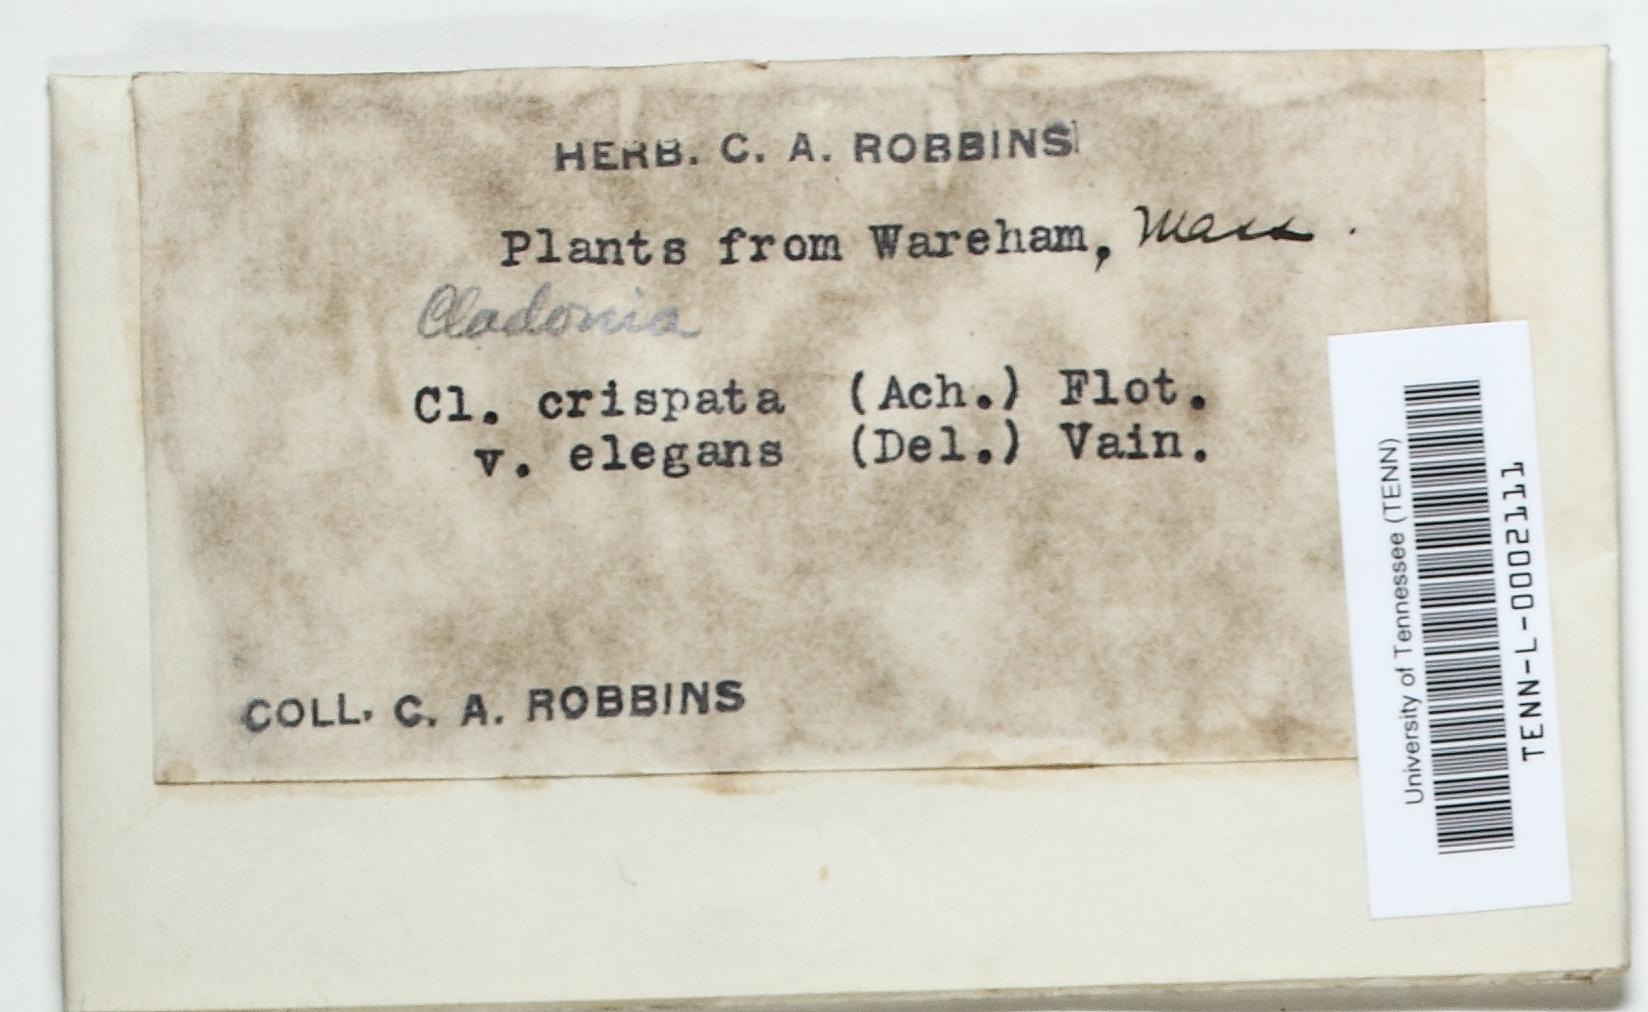 HERB. C. A. ROBBINS
Plants from Wareham, Mass.
Cladonia
Cl. crispata (Ach.) Flot.
v. elegans (Del.) Vain.
COLL. C. A. ROBBINS
University of Tennessee (TENN)
TENN-L-0002111